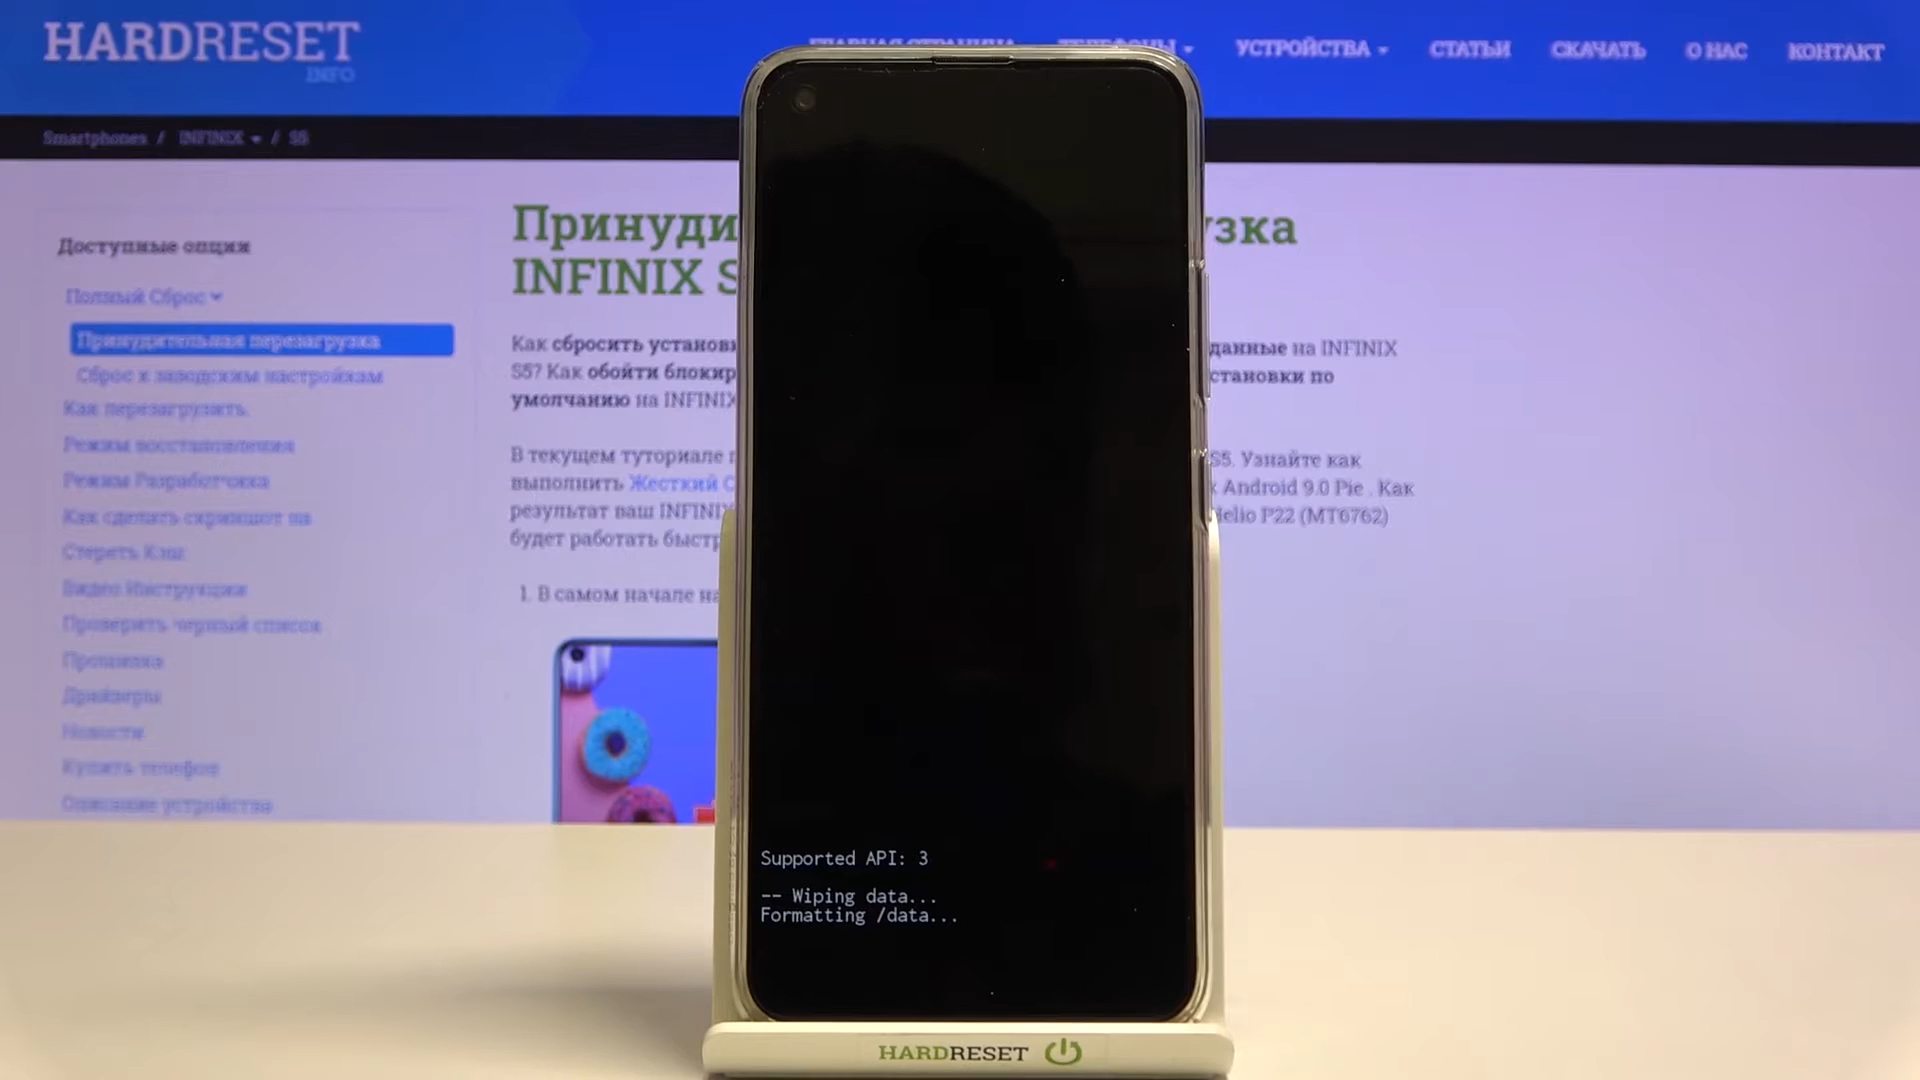 HARDRESET
INFO
УСТРОЙСТВА
СТАТЬИ
СКАЧАТЬ
О НАС
КОНТАКТ
Smartphones / INFINIX / S5
Доступные опции
Полный Сброс
Принудительная перезагрузка
Сброс к заводским настройкам
Как перезагрузить
Режим восстановления
Режим Разработчика
Как сделать скриншот на
Стереть Кэш
Видео Инструкции
Проверить черный список
Прошивка
Драйверы
Новости
Купить телефон
Описание устройства
Принуди
узка
INFINIX S
Как сбросить установ
данные на INFINIX
S5? Как обойти блокир
становки по
умолчанию на INFINIX
В текущем туториале
S5. Узнайте как
выполнить Жесткий С
к Android 9.0 Pie . Как
результат ваш INFINIX
Helio P22 (MT6762)
будет работать быстр
1. В самом начале на
Supported API: 3
-- Wiping data...
Formatting /data...
HARDRESET